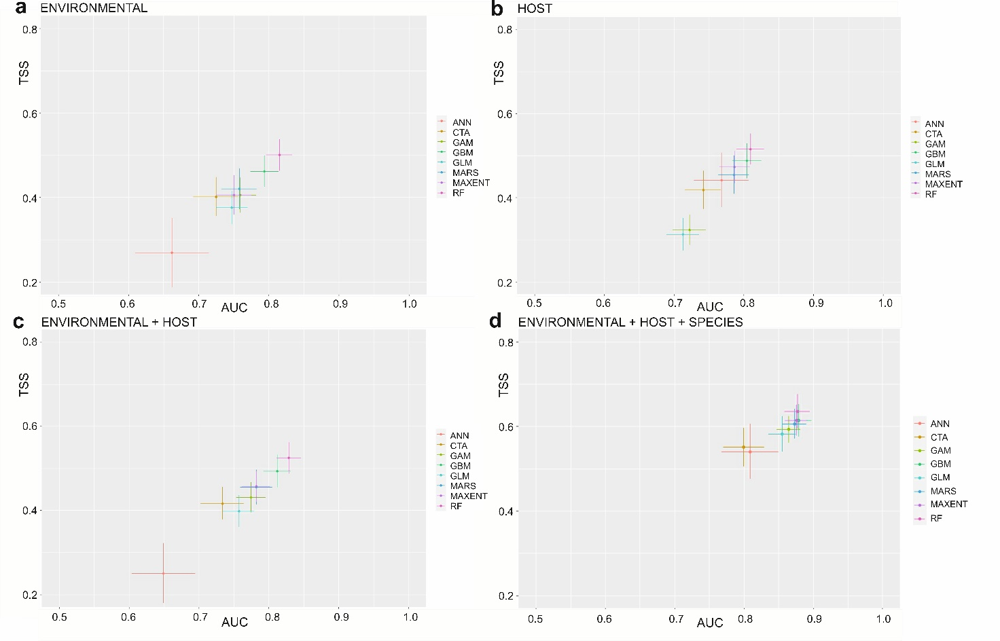 a ENVIRONMENTAL
0.8
0.6
0.4
0.2
TSS
0.5 0.6 0.7 0.8 0.9 1.0
AUC
ANN
CTA
GAM
GBM
GLM
MARS
MAXENT
RF
b HOST
0.8
0.6
0.4
0.2
TSS
0.5 0.6 0.7 0.8 0.9 1.0
AUC
ANN
CTA
GAM
GBM
GLM
MARS
MAXENT
RF
c ENVIRONMENTAL + HOST
0.8
0.6
0.4
0.2
TSS
0.5 0.6 0.7 0.8 0.9 1.0
AUC
ANN
CTA
GAM
GBM
GLM
MARS
MAXENT
RF
d ENVIRONMENTAL + HOST + SPECIES
0.8
0.6
0.4
0.2
TSS
0.5 0.6 0.7 0.8 0.9 1.0
AUC
ANN
CTA
GAM
GBM
GLM
MARS
MAXENT
RF